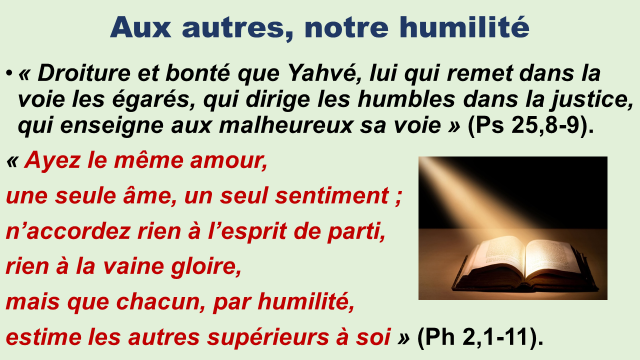 Aux autres, notre humilité
• « Droiture et bonté que Yahvé, lui qui remet dans la
voie les égarés, qui dirige les humbles dans la justice,
qui enseigne aux malheureux sa voie » (Ps 25,8-9).
« Ayez le même amour,
une seule âme, un seul sentiment ;
n’accordez rien à l’esprit de parti,
rien à la vaine gloire,
mais que chacun, par humilité,
estime les autres supérieurs à soi » (Ph 2,1-11).